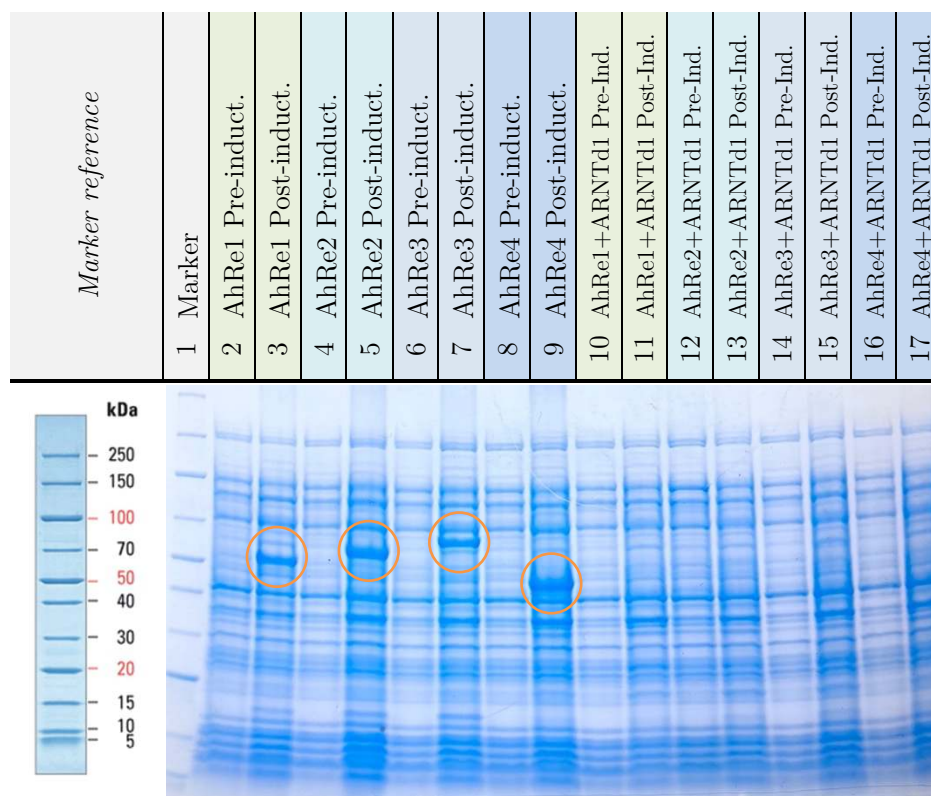 Marker reference
1 Marker
2 AhRe1 Pre-induct.
3 AhRe1 Post-induct.
4 AhRe2 Pre-induct.
5 AhRe2 Post-induct.
6 AhRe3 Pre-induct.
7 AhRe3 Post-induct.
8 AhRe4 Pre-induct.
9 AhRe4 Post-induct.
10 AhRe1+ARNTd1 Pre-Ind.
11 AhRe1+ARNTd1 Post-Ind.
12 AhRe2+ARNTd1 Pre-Ind.
13 AhRe2+ARNTd1 Post-Ind.
14 AhRe3+ARNTd1 Pre-Ind.
15 AhRe3+ARNTd1 Post-Ind.
16 AhRe4+ARNTd1 Pre-Ind.
17 AhRe4+ARNTd1 Post-Ind.
kDa
250
150
100
70
50
40
30
20
15
10
5